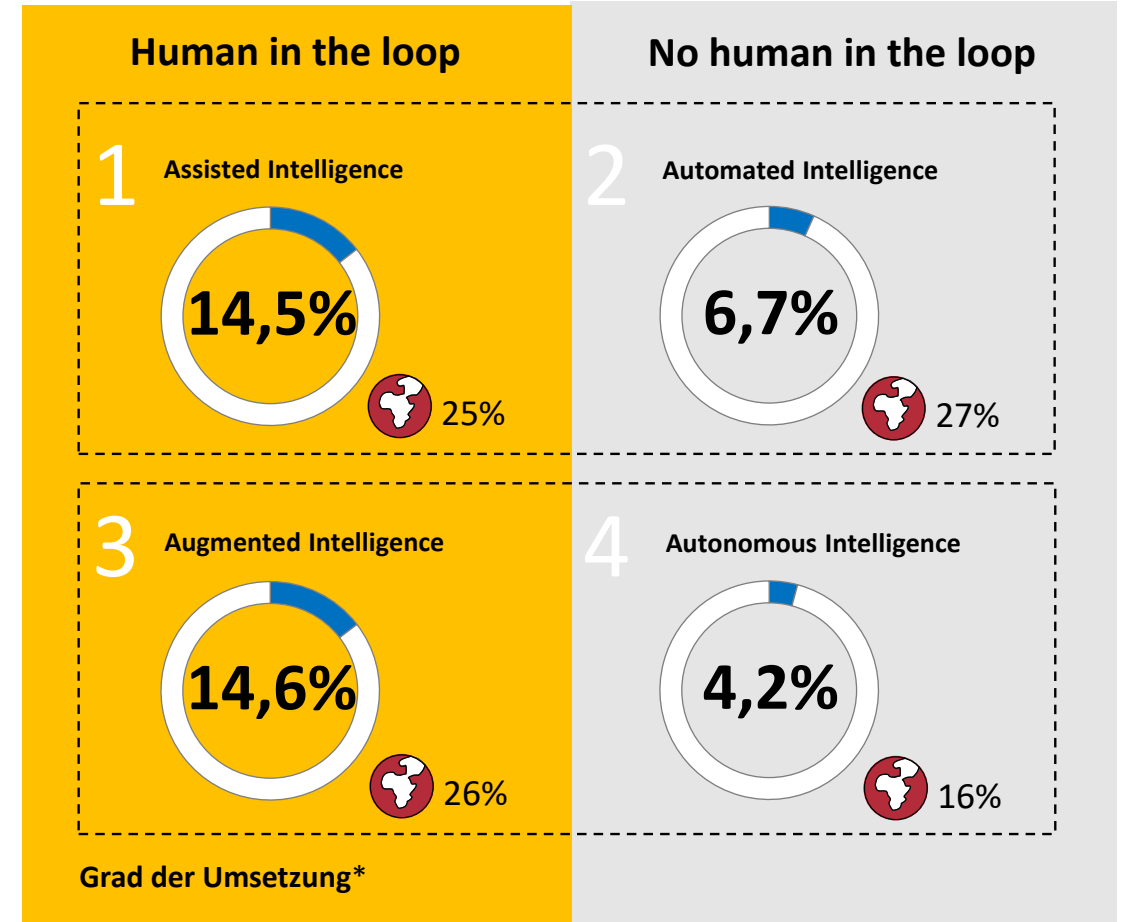 Human in the loop
No human in the loop
1
Assisted Intelligence
14,5%
25%
2
Automated Intelligence
6,7%
27%
3
Augmented Intelligence
14,6%
26%
4
Autonomous Intelligence
4,2%
16%
Grad der Umsetzung*